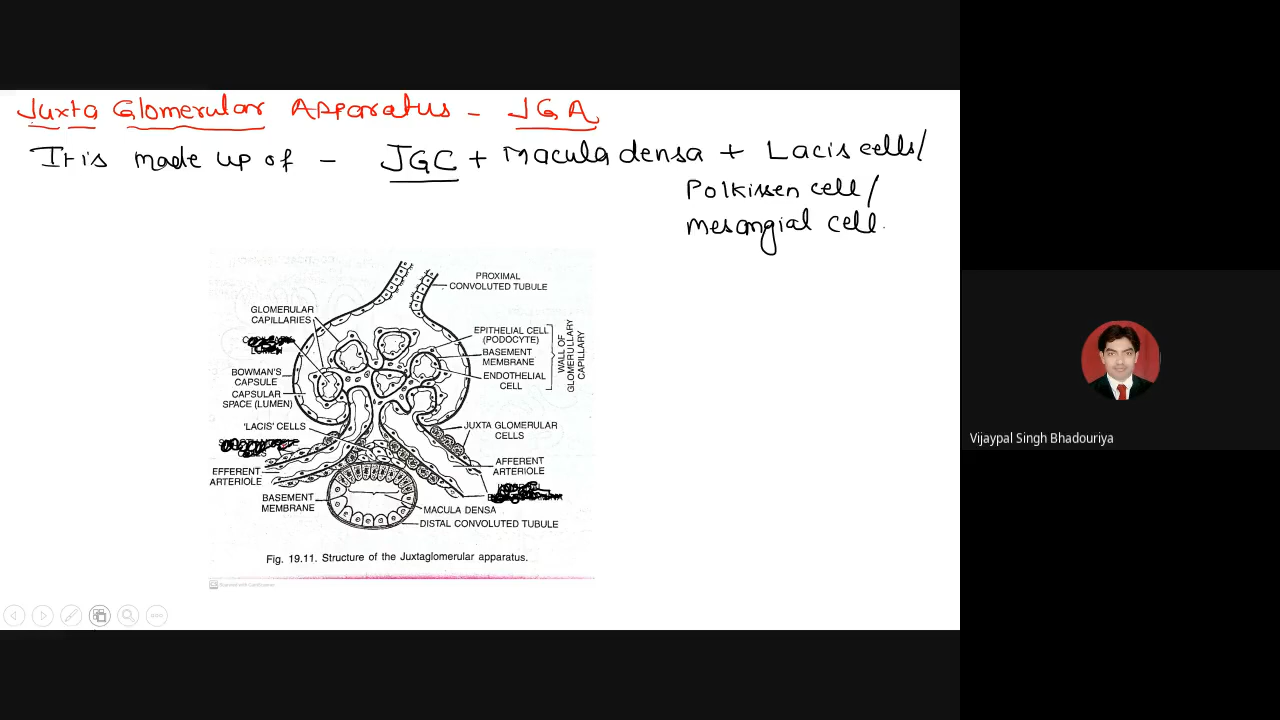 Juxta Glomerular Apparatus - JGA
It is made up of - JGC + Macula densa + Lacis cells/
Polkissen cell/
mesangial cell.
PROXIMAL
CONVOLUTED TUBULE
GLOMERULAR
CAPILLARIES
EPITHELIAL CELL
(PODOCYTE)
BASEMENT
MEMBRANE
ENDOTHELIAL
CELL
WALL OF
GLOMERULLARY
CAPILLARY
BOWMAN'S
CAPSULE
CAPSULAR
SPACE (LUMEN)
'LACIS' CELLS
JUXTA GLOMERULAR
CELLS
EFFERENT
ARTERIOLE
AFFERENT
ARTERIOLE
BASEMENT
MEMBRANE
MACULA DENSA
DISTAL CONVOLUTED TUBULE
Fig. 19.11. Structure of the Juxtaglomerular apparatus.
Vijaypal Singh Bhadouriya